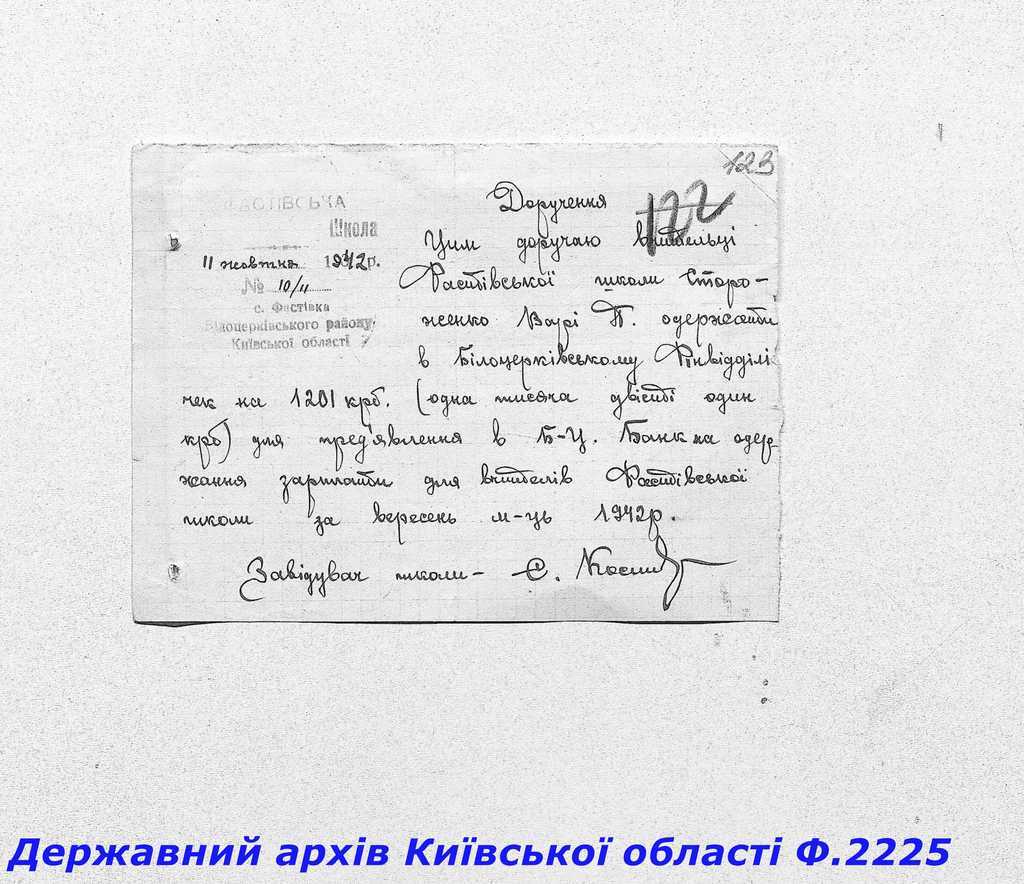 123
122
Доручення
ФАСТІВСЬКА
Школа
11 жовтня 1942р.
№ 10/11
с. Фастівка
Білоцерківського району,
Київської області
Цим доручаю вчительці
Фастівської школи Сторо-
женко Варі П. одержати
в Білоцерківському Фінвідділі
чек на 1201 крб. (одна тисяча двісті один
крб) для пред'явлення в Б-Ц. Банк на одер-
жання зарплати для вчителів Фастівської
школи за вересень м-ць 1942р.
Завідувач школи - Є.
Державний архів Київської області Ф.2225